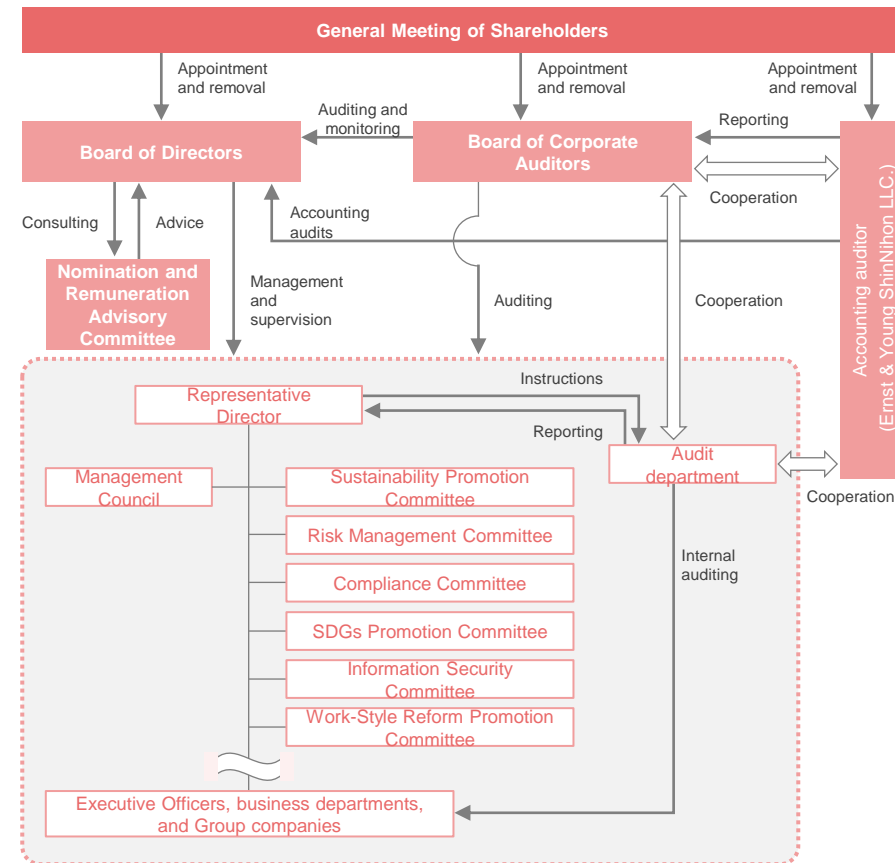 General Meeting of Shareholders
Appointment
and removal
Appointment
and removal
Appointment
and removal
Auditing and
monitoring
Reporting
Board of Directors
Board of Corporate
Auditors
Cooperation
Consulting
Advice
Accounting
audits
Accounting auditor
(Ernst & Young ShinNihon LLC.)
Nomination and
Remuneration
Advisory
Committee
Management
and
supervision
Auditing
Cooperation
Instructions
Representative
Director
Reporting
Audit
department
Cooperation
Management
Council
Sustainability Promotion
Committee
Risk Management Committee
Internal
auditing
Compliance Committee
SDGs Promotion Committee
Information Security
Committee
Work-Style Reform Promotion
Committee
Executive Officers, business departments,
and Group companies